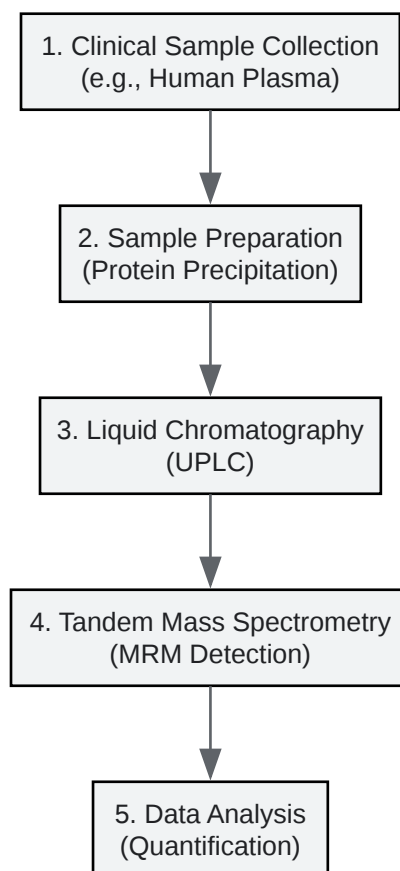 1. Clinical Sample Collection
(e.g., Human Plasma)
2. Sample Preparation
(Protein Precipitation)
3. Liquid Chromatography
(UPLC)
4. Tandem Mass Spectrometry
(MRM Detection)
5. Data Analysis
(Quantification)